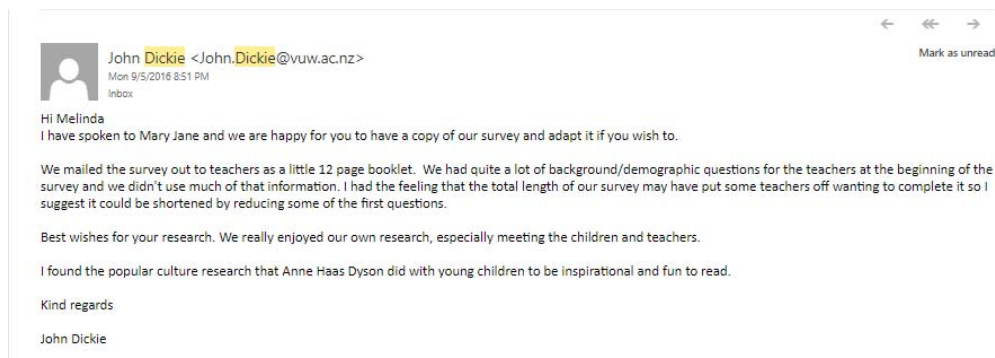 John Dickie <John.Dickie@vuw.ac.nz>
Mark as unread
Mon 9/5/2016 8:51 PM
Inbox
Hi Melinda
I have spoken to Mary Jane and we are happy for you to have a copy of our survey and adapt it if you wish to.
We mailed the survey out to teachers as a little 12 page booklet.  We had quite a lot of background/demographic questions for the teachers at the beginning of the
survey and we didn't use much of that information. I had the feeling that the total length of our survey may have put some teachers off wanting to complete it so I
suggest it could be shortened by reducing some of the first questions.
Best wishes for your research. We really enjoyed our own research, especially meeting the children and teachers.
I found the popular culture research that Anne Haas Dyson did with young children to be inspirational and fun to read.
Kind regards
John Dickie